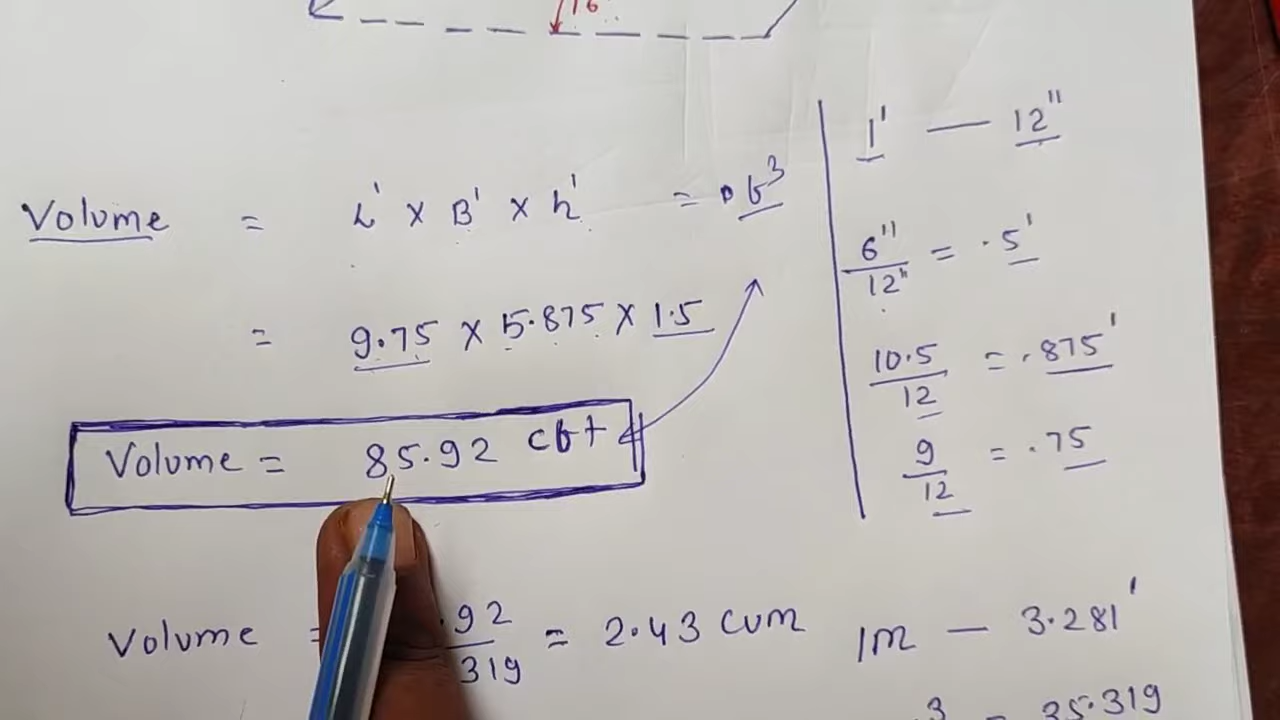 16"
Volume = L' × B' × h' = ft³
= 9.75 × 5.875 × 1.5
Volume = 85.92 cft
Volume = .92 / 319 = 2.43 cum
1' — 12"
6" / 12" = .5'
10.5 / 12 = .875'
9 / 12 = .75
1m — 3.281'
3 = 35.319